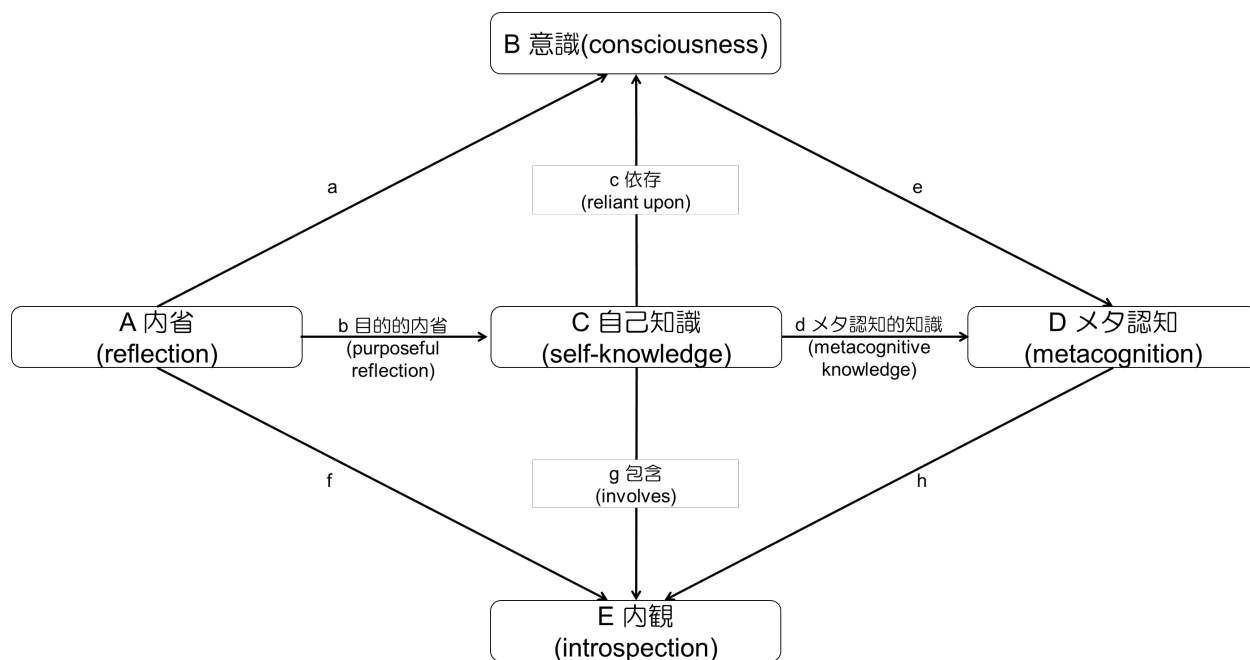 B 意識(consciousness)
a
c 依存
(reliant upon)
e
A 内省
(reflection)
b 目的的内省
(purposeful
reflection)
C 自己知識
(self-knowledge)
d メタ認知的知識
(metacognitive
knowledge)
D メタ認知
(metacognition)
f
g 包含
(involves)
h
E 内観
(introspection)